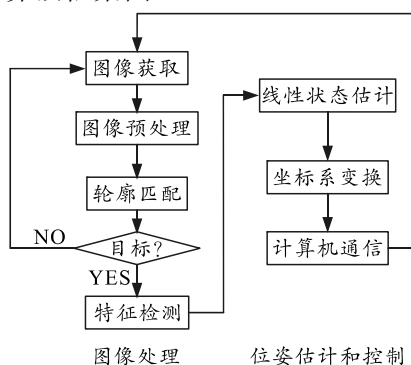 图像获取
图像预处理
轮廓匹配
目标?
NO
YES
特征检测
图像处理
线性状态估计
坐标系变换
计算机通信
位姿估计和控制